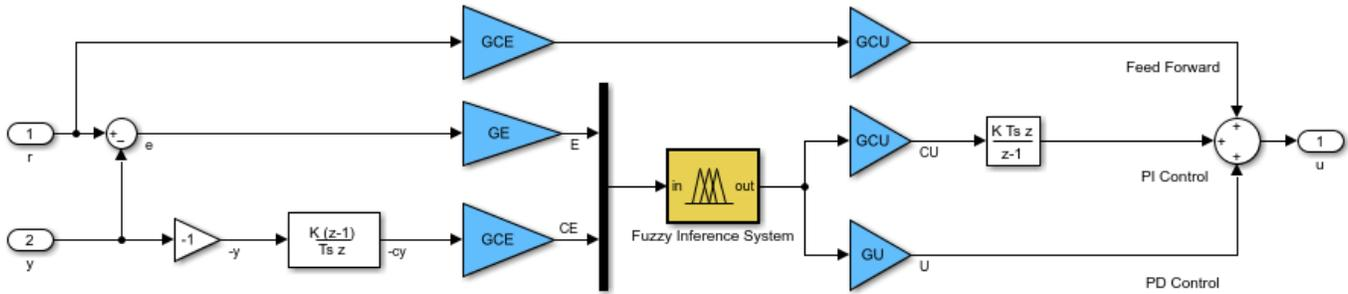 GCE
GCU
Feed Forward
1
r
+
−
e
GE
E
GCU
CU
K Ts z
z-1
+
+
+
1
u
PI Control
in
out
Fuzzy Inference System
2
y
-1
-y
K (z-1)
Ts z
-cy
GCE
CE
GU
U
PD Control